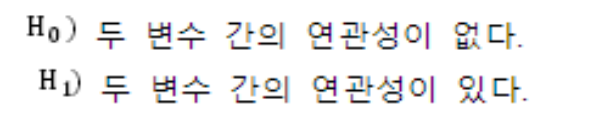 H₀) 두 변수 간의 연관성이 없다.
H₁) 두 변수 간의 연관성이 있다.